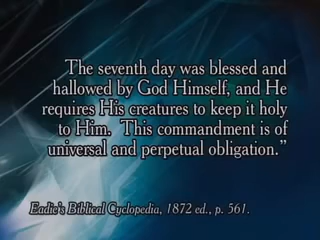 The seventh day was blessed and
hallowed by God Himself, and He
requires His creatures to keep it holy
to Him.  This commandment is of
universal and perpetual obligation.”
Eadie's Biblical Cyclopedia, 1872 ed., p. 561.